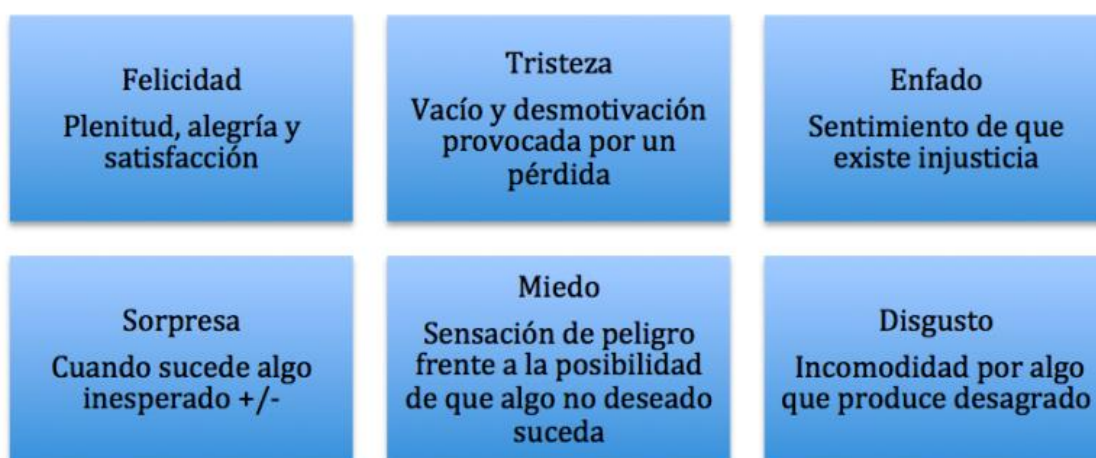 Felicidad
Plenitud, alegría y
satisfacción
Tristeza
Vacío y desmotivación
provocada por un
pérdida
Enfado
Sentimiento de que
existe injusticia
Sorpresa
Cuando sucede algo
inesperado +/-
Miedo
Sensación de peligro
frente a la posibilidad
de que algo no deseado
suceda
Disgusto
Incomodidad por algo
que produce desagrado